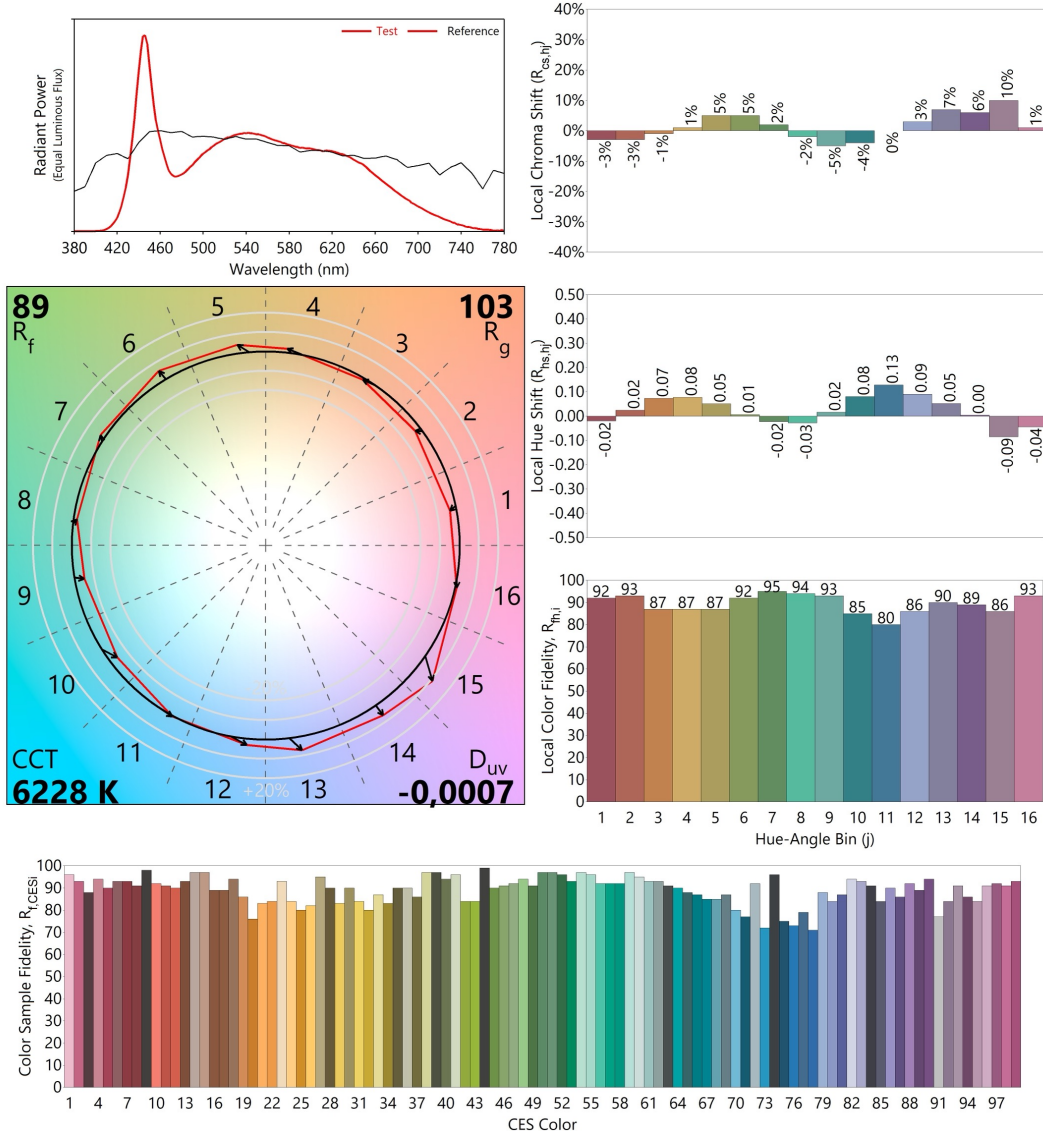 Radiant Power
(Equal Luminous Flux)
Test
Reference
380 420 460 500 540 580 620 660 700 740 780
Wavelength (nm)
Local Chroma Shift (Rcs,hj)
40%
30%
20%
10%
0%
-10%
-20%
-30%
-40%
-3% -3% -1% 1% 5% 5% 2% -2% -5% -4% 0% 3% 7% 6% 10% 1%
89
Rf
103
Rg
5 4
6 3
7 2
8 1
9 16
10 15
11 14
12 +20% 13
CCT
6228 K
Duv
-0,0007
Local Hue Shift (Rhs,hj)
0.50
0.40
0.30
0.20
0.10
0.00
-0.10
-0.20
-0.30
-0.40
-0.50
-0.02 0.02 0.07 0.08 0.05 0.01 -0.02 -0.03 0.02 0.08 0.13 0.09 0.05 0.00 -0.09 -0.04
Local Color Fidelity, Rfh,i
100
90
80
70
60
50
40
30
20
10
0
92 93 87 87 87 92 95 94 93 85 80 86 90 89 86 93
1 2 3 4 5 6 7 8 9 10 11 12 13 14 15 16
Hue-Angle Bin (j)
Color Sample Fidelity, Rf,CESi
100
90
80
70
60
50
40
30
20
10
0
1 4 7 10 13 16 19 22 25 28 31 34 37 40 43 46 49 52 55 58 61 64 67 70 73 76 79 82 85 88 91 94 97
CES Color